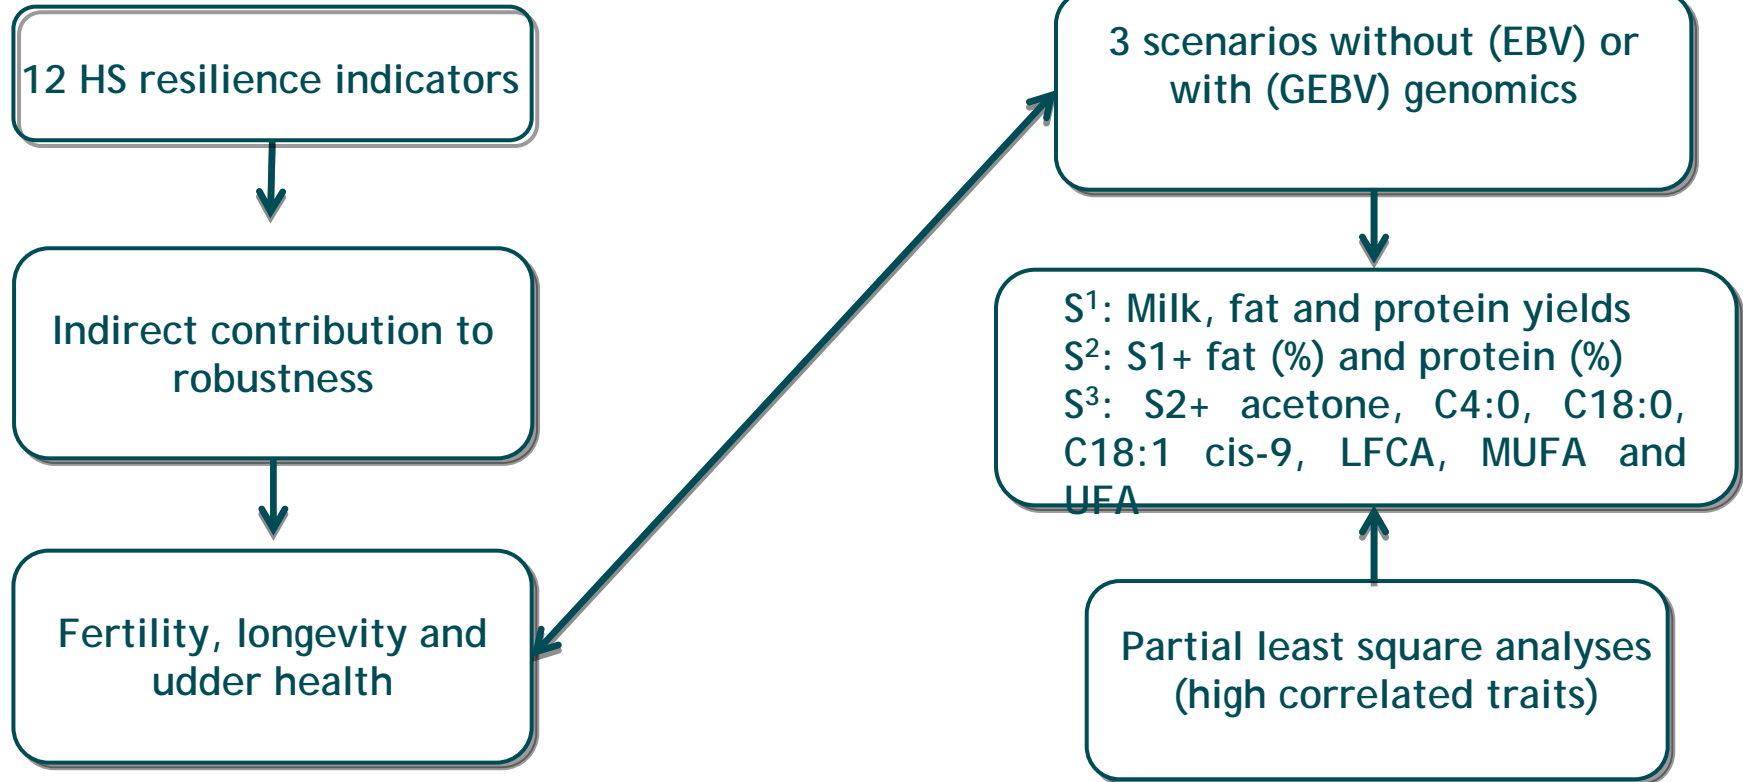 12 HS resilience indicators
Indirect contribution to
robustness
Fertility, longevity and
udder health
3 scenarios without (EBV) or
with (GEBV) genomics
S¹: Milk, fat and protein yields
S²: S1+ fat (%) and protein (%)
S³: S2+ acetone, C4:0, C18:0,
C18:1 cis-9, LFCA, MUFA and
UFA
Partial least square analyses
(high correlated traits)